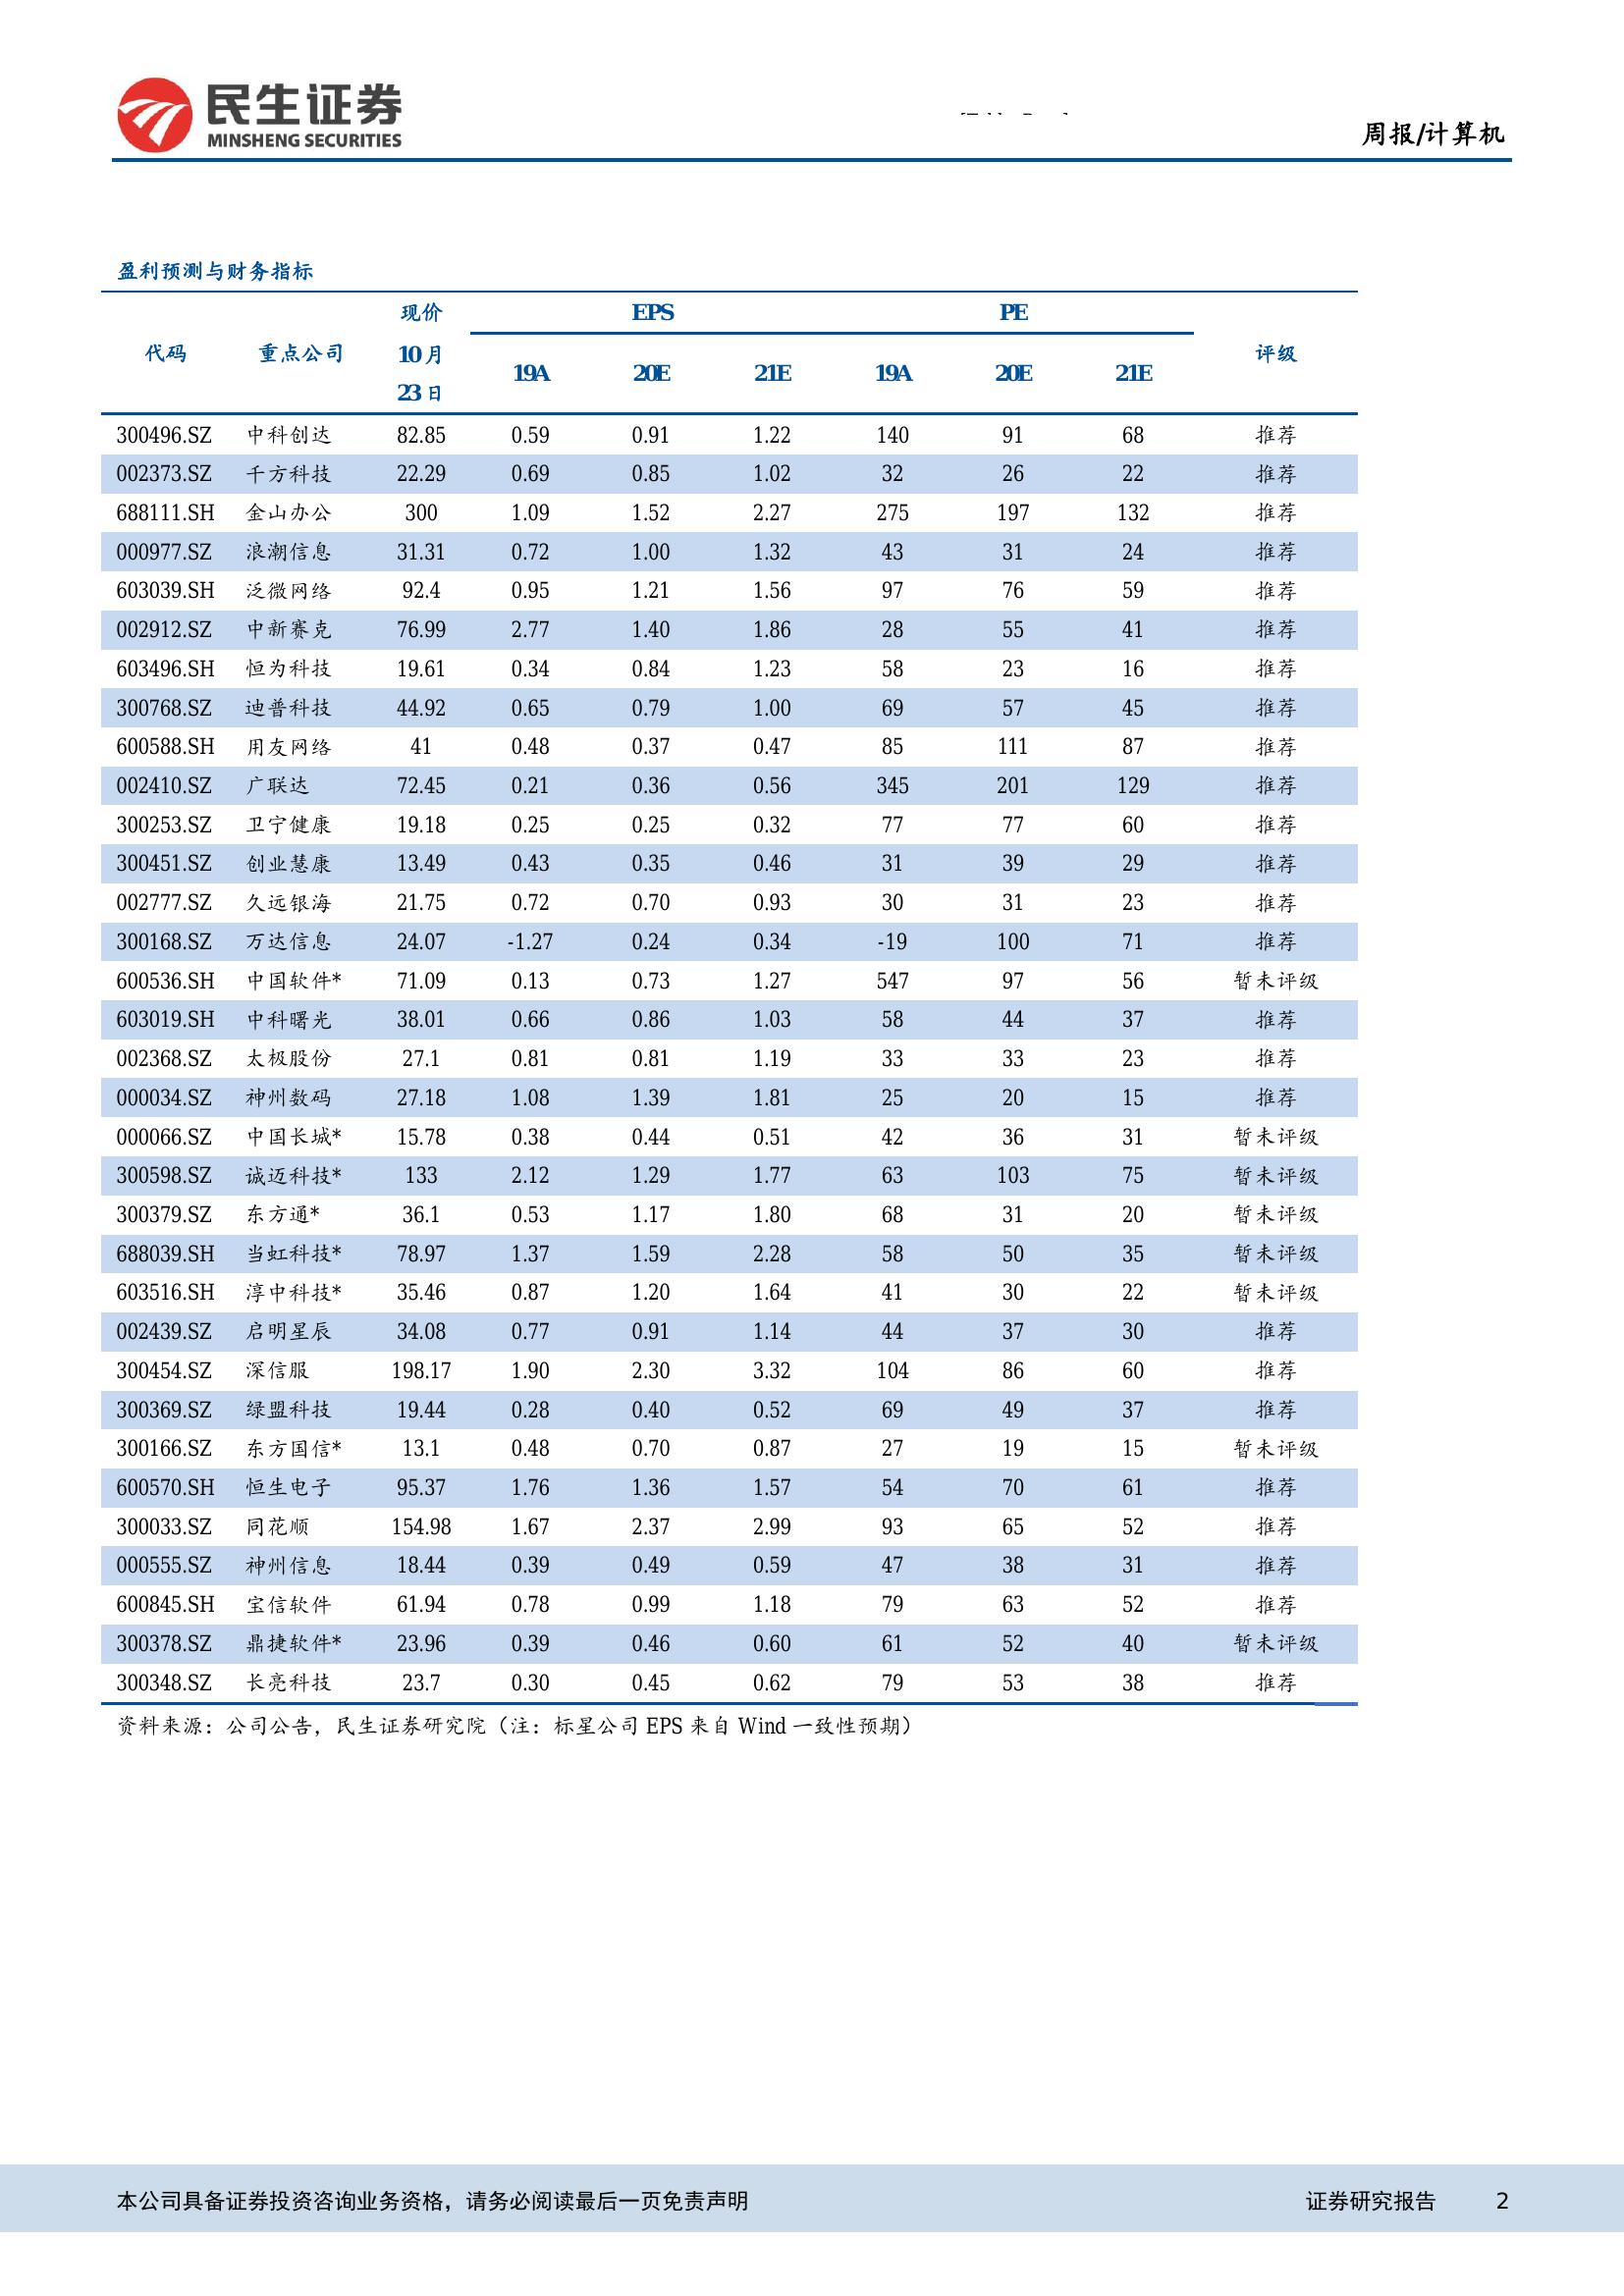 民生证券
MINSHENG SECURITIES
周报/计算机
盈利预测与财务指标
代码 重点公司 现价 EPS PE 评级
10 月
23 日
19A 20E 21E 19A 20E 21E
300496.SZ 中科创达 82.85 0.59 0.91 1.22 140 91 68 推荐
002373.SZ 千方科技 22.29 0.69 0.85 1.02 32 26 22 推荐
688111.SH 金山办公 300 1.09 1.52 2.27 275 197 132 推荐
000977.SZ 浪潮信息 31.31 0.72 1.00 1.32 43 31 24 推荐
603039.SH 泛微网络 92.4 0.95 1.21 1.56 97 76 59 推荐
002912.SZ 中新赛克 76.99 2.77 1.40 1.86 28 55 41 推荐
603496.SH 恒为科技 19.61 0.34 0.84 1.23 58 23 16 推荐
300768.SZ 迪普科技 44.92 0.65 0.79 1.00 69 57 45 推荐
600588.SH 用友网络 41 0.48 0.37 0.47 85 111 87 推荐
002410.SZ 广联达 72.45 0.21 0.36 0.56 345 201 129 推荐
300253.SZ 卫宁健康 19.18 0.25 0.25 0.32 77 77 60 推荐
300451.SZ 创业慧康 13.49 0.43 0.35 0.46 31 39 29 推荐
002777.SZ 久远银海 21.75 0.72 0.70 0.93 30 31 23 推荐
300168.SZ 万达信息 24.07 -1.27 0.24 0.34 -19 100 71 推荐
600536.SH 中国软件* 71.09 0.13 0.73 1.27 547 97 56 暂未评级
603019.SH 中科曙光 38.01 0.66 0.86 1.03 58 44 37 推荐
002368.SZ 太极股份 27.1 0.81 0.81 1.19 33 33 23 推荐
000034.SZ 神州数码 27.18 1.08 1.39 1.81 25 20 15 推荐
000066.SZ 中国长城* 15.78 0.38 0.44 0.51 42 36 31 暂未评级
300598.SZ 诚迈科技* 133 2.12 1.29 1.77 63 103 75 暂未评级
300379.SZ 东方通* 36.1 0.53 1.17 1.80 68 31 20 暂未评级
688039.SH 当虹科技* 78.97 1.37 1.59 2.28 58 50 35 暂未评级
603516.SH 淳中科技* 35.46 0.87 1.20 1.64 41 30 22 暂未评级
002439.SZ 启明星辰 34.08 0.77 0.91 1.14 44 37 30 推荐
300454.SZ 深信服 198.17 1.90 2.30 3.32 104 86 60 推荐
300369.SZ 绿盟科技 19.44 0.28 0.40 0.52 69 49 37 推荐
300166.SZ 东方国信* 13.1 0.48 0.70 0.87 27 19 15 暂未评级
600570.SH 恒生电子 95.37 1.76 1.36 1.57 54 70 61 推荐
300033.SZ 同花顺 154.98 1.67 2.37 2.99 93 65 52 推荐
000555.SZ 神州信息 18.44 0.39 0.49 0.59 47 38 31 推荐
600845.SH 宝信软件 61.94 0.78 0.99 1.18 79 63 52 推荐
300378.SZ 鼎捷软件* 23.96 0.39 0.46 0.60 61 52 40 暂未评级
300348.SZ 长亮科技 23.7 0.30 0.45 0.62 79 53 38 推荐
资料来源：公司公告，民生证券研究院（注：标星公司 EPS 来自 Wind 一致性预期）
本公司具备证券投资咨询业务资格，请务必阅读最后一页免责声明 证券研究报告 2